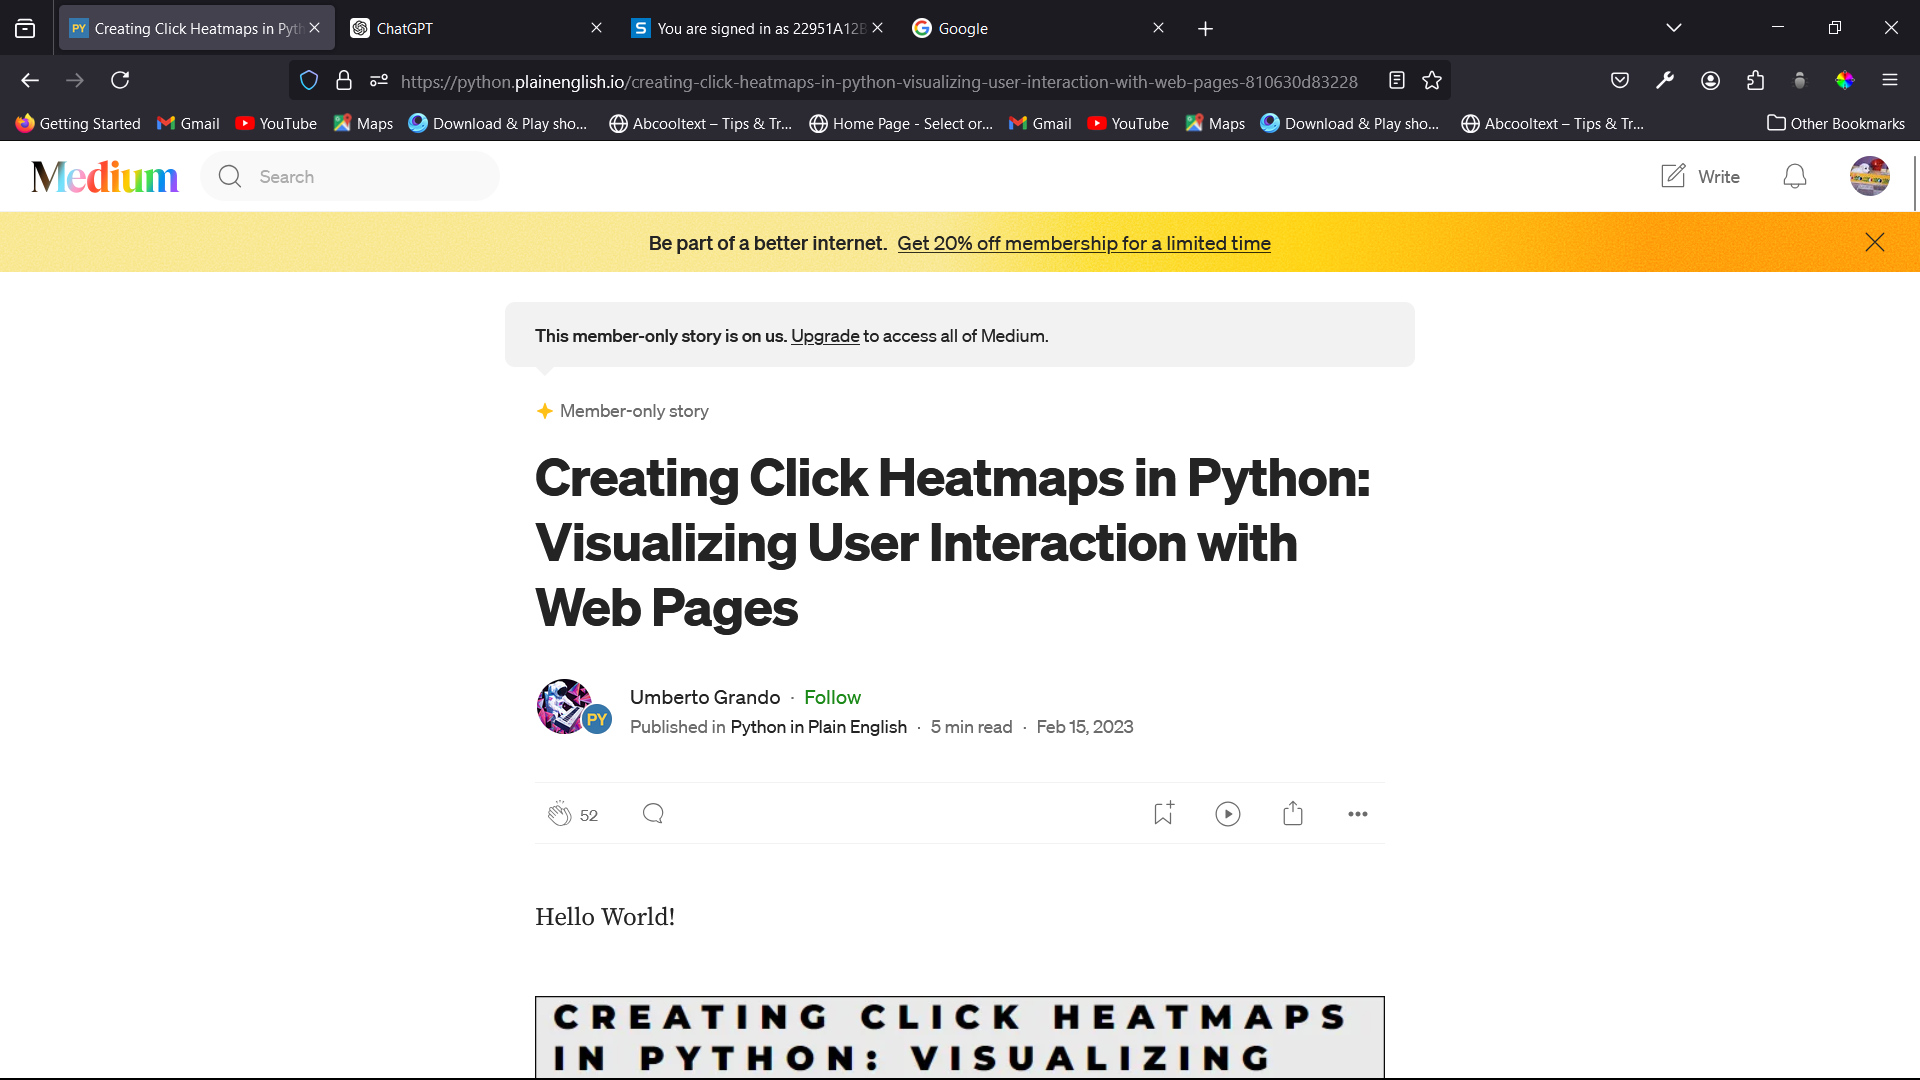 PY Creating Click Heatmaps in Pyth
ChatGPT
S You are signed in as 22951A12B
Google
https://python.plainenglish.io/creating-click-heatmaps-in-python-visualizing-user-interaction-with-web-pages-810630d83228
Getting Started Gmail YouTube Maps Download & Play sho... Abcooltext – Tips & Tr... Home Page - Select or... Gmail YouTube Maps Download & Play sho... Abcooltext – Tips & Tr... Other Bookmarks
Medium Search Write
Be part of a better internet. Get 20% off membership for a limited time
This member-only story is on us. Upgrade to access all of Medium.
Member-only story
Creating Click Heatmaps in Python:
Visualizing User Interaction with
Web Pages
Umberto Grando · Follow
PY
Published in Python in Plain English · 5 min read · Feb 15, 2023
52
Hello World!
CREATING CLICK HEATMAPS
IN PYTHON: VISUALIZING